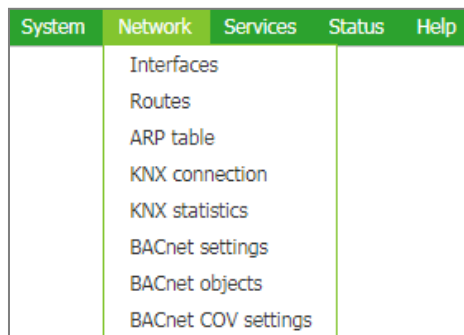 System Network Services Status Help
Interfaces
Routes
ARP table
KNX connection
KNX statistics
BACnet settings
BACnet objects
BACnet COV settings